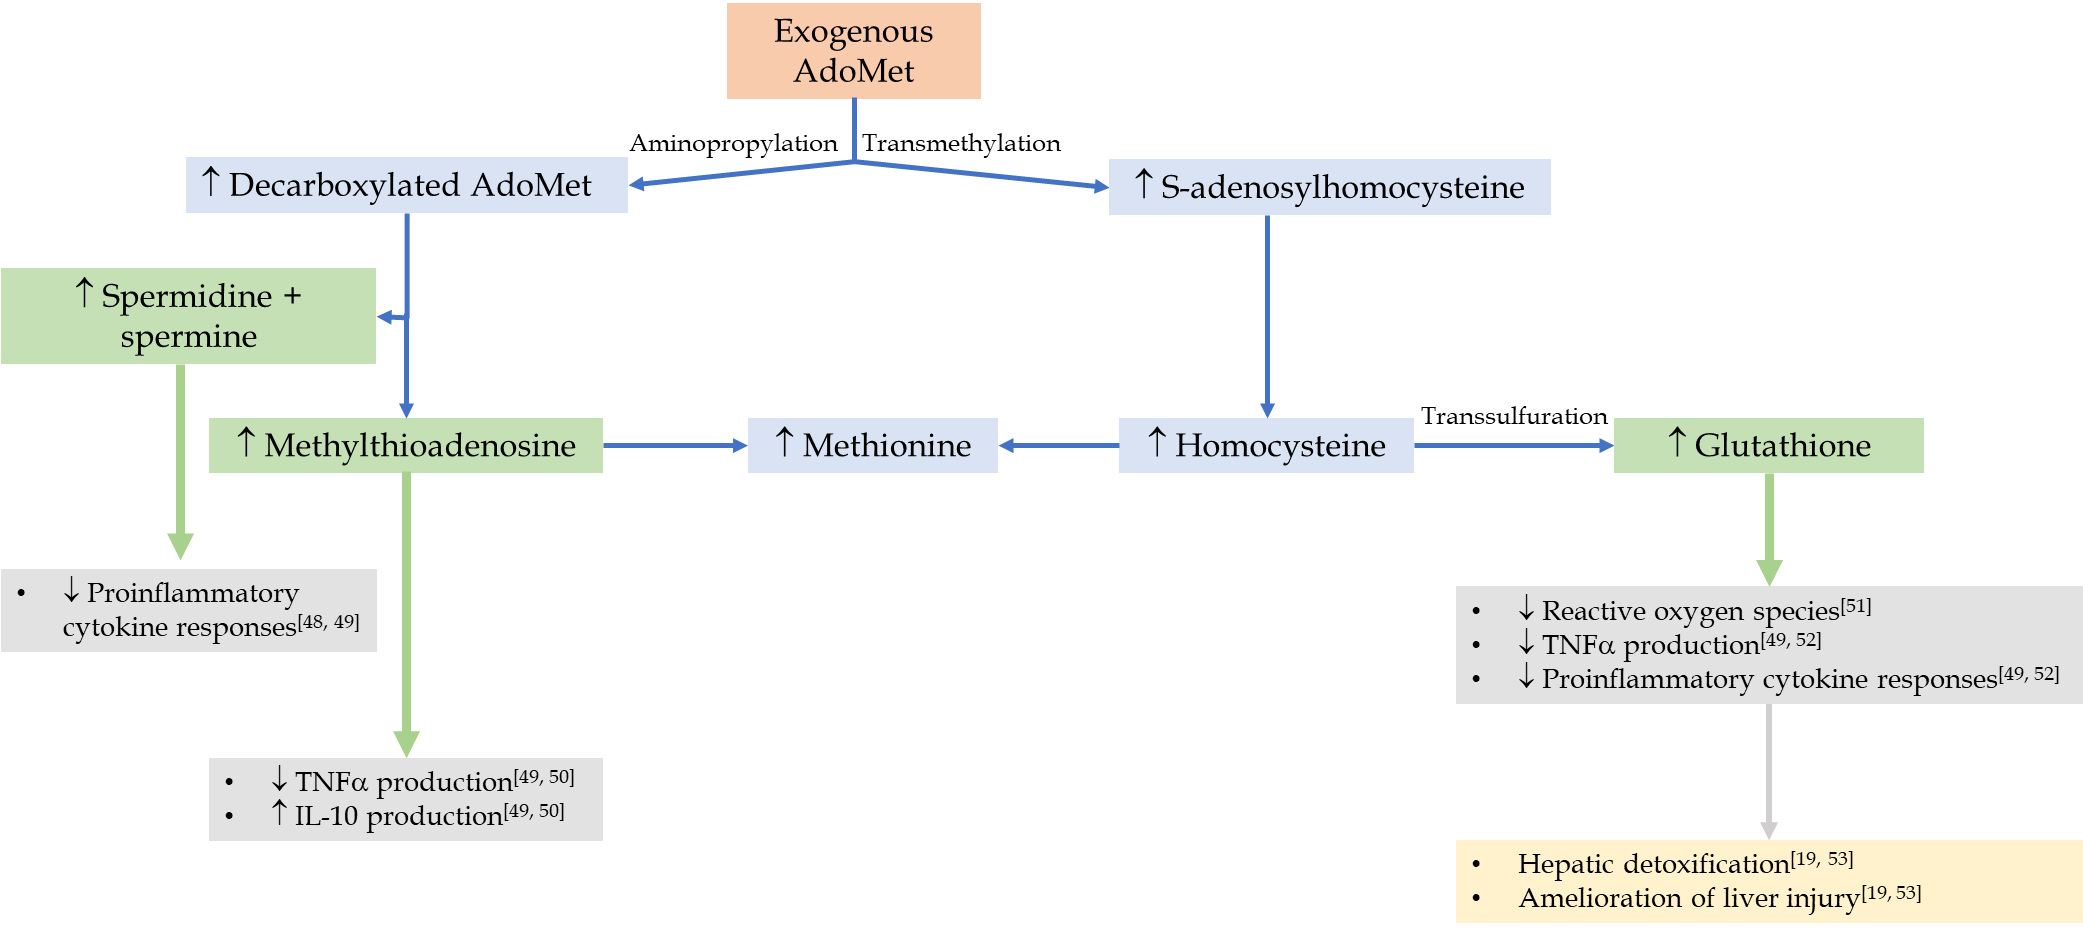 Exogenous
AdoMet
Aminopropylation
Transmethylation
↑ Decarboxylated AdoMet
↑ S-adenosylhomocysteine
↑ Spermidine +
spermine
↑ Methylthioadenosine
↑ Methionine
↑ Homocysteine
Transsulfuration
↑ Glutathione
• ↓ Proinflammatory
cytokine responses[48, 49]
• ↓ Reactive oxygen species[51]
• ↓ TNFα production[49, 52]
• ↓ Proinflammatory cytokine responses[49, 52]
• ↓ TNFα production[49, 50]
• ↑ IL-10 production[49, 50]
• Hepatic detoxification[19, 53]
• Amelioration of liver injury[19, 53]